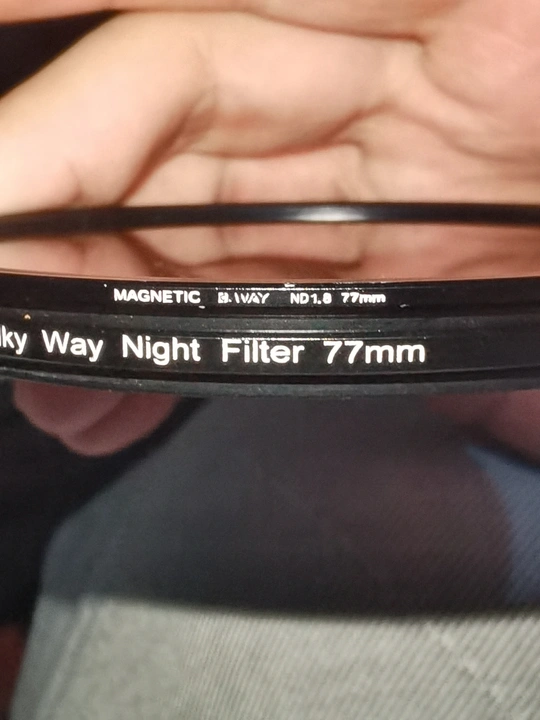 MAGNETIC B.WAY ND1.8 77mm
ky Way Night Filter 77mm